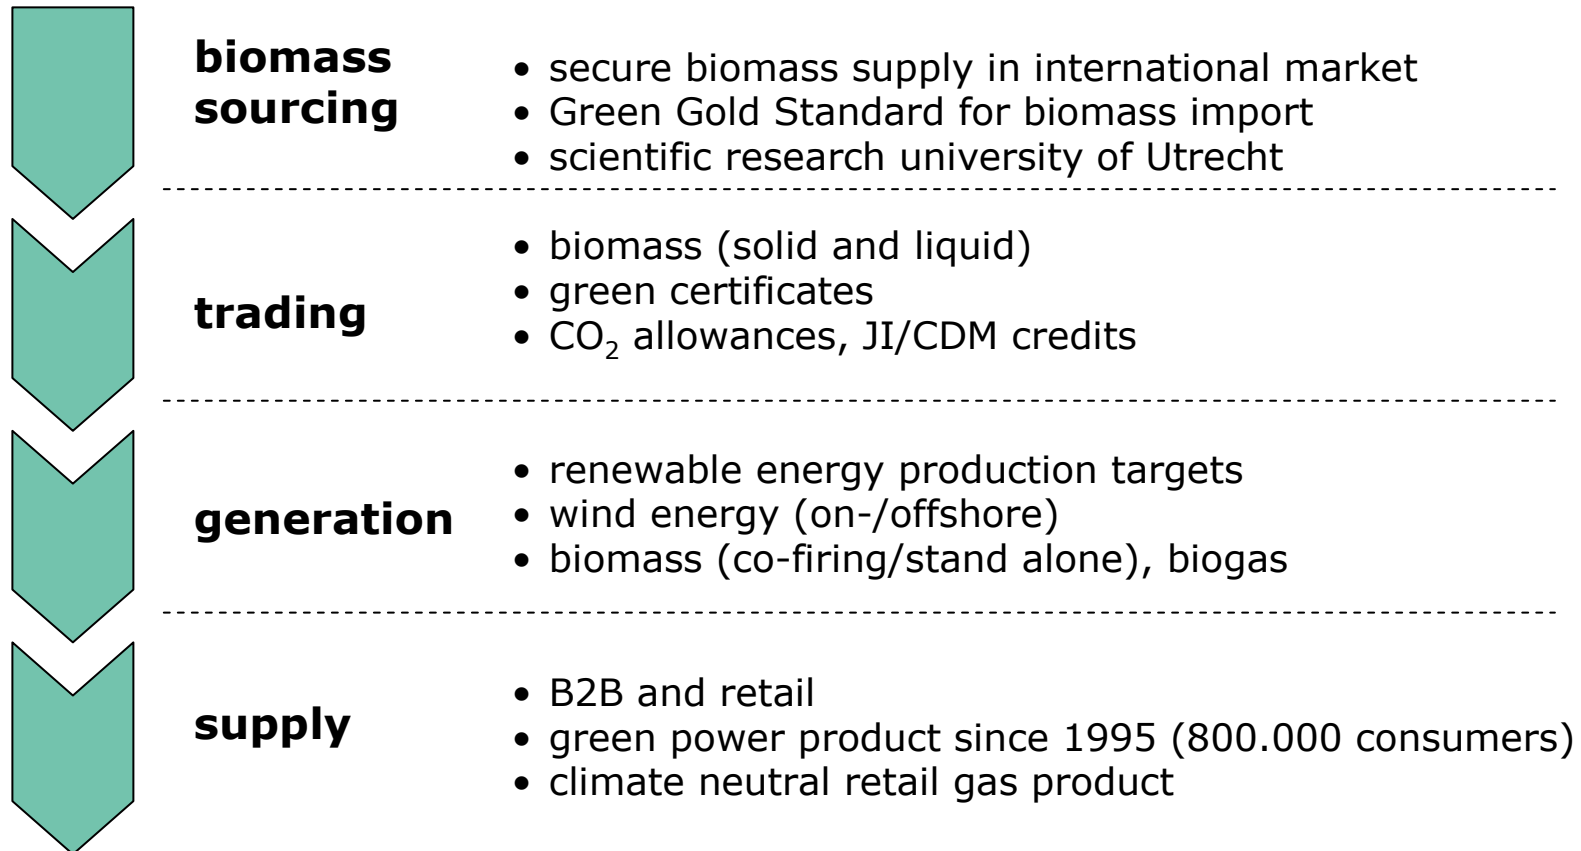 biomass
sourcing
• secure biomass supply in international market
• Green Gold Standard for biomass import
• scientific research university of Utrecht
trading
• biomass (solid and liquid)
• green certificates
• CO₂ allowances, JI/CDM credits
generation
• renewable energy production targets
• wind energy (on-/offshore)
• biomass (co-firing/stand alone), biogas
supply
• B2B and retail
• green power product since 1995 (800.000 consumers)
• climate neutral retail gas product